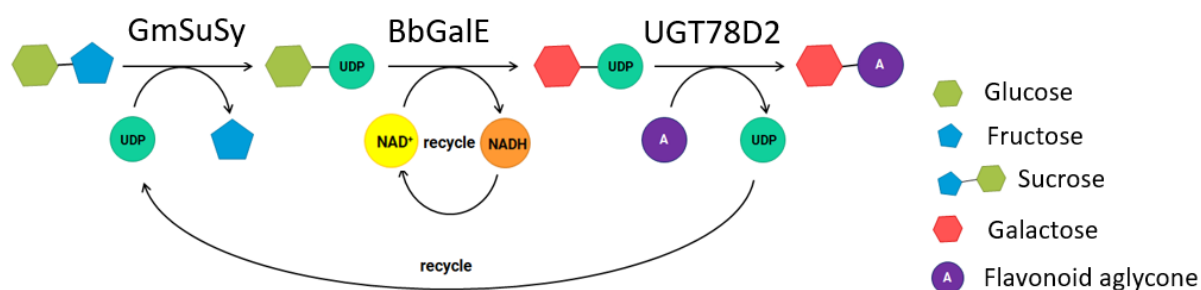 GmSuSy
BbGalE
UGT78D2
UDP
UDP
A
UDP
NAD⁺
recycle
NADH
A
UDP
recycle
Glucose
Fructose
Sucrose
Galactose
A
Flavonoid aglycone